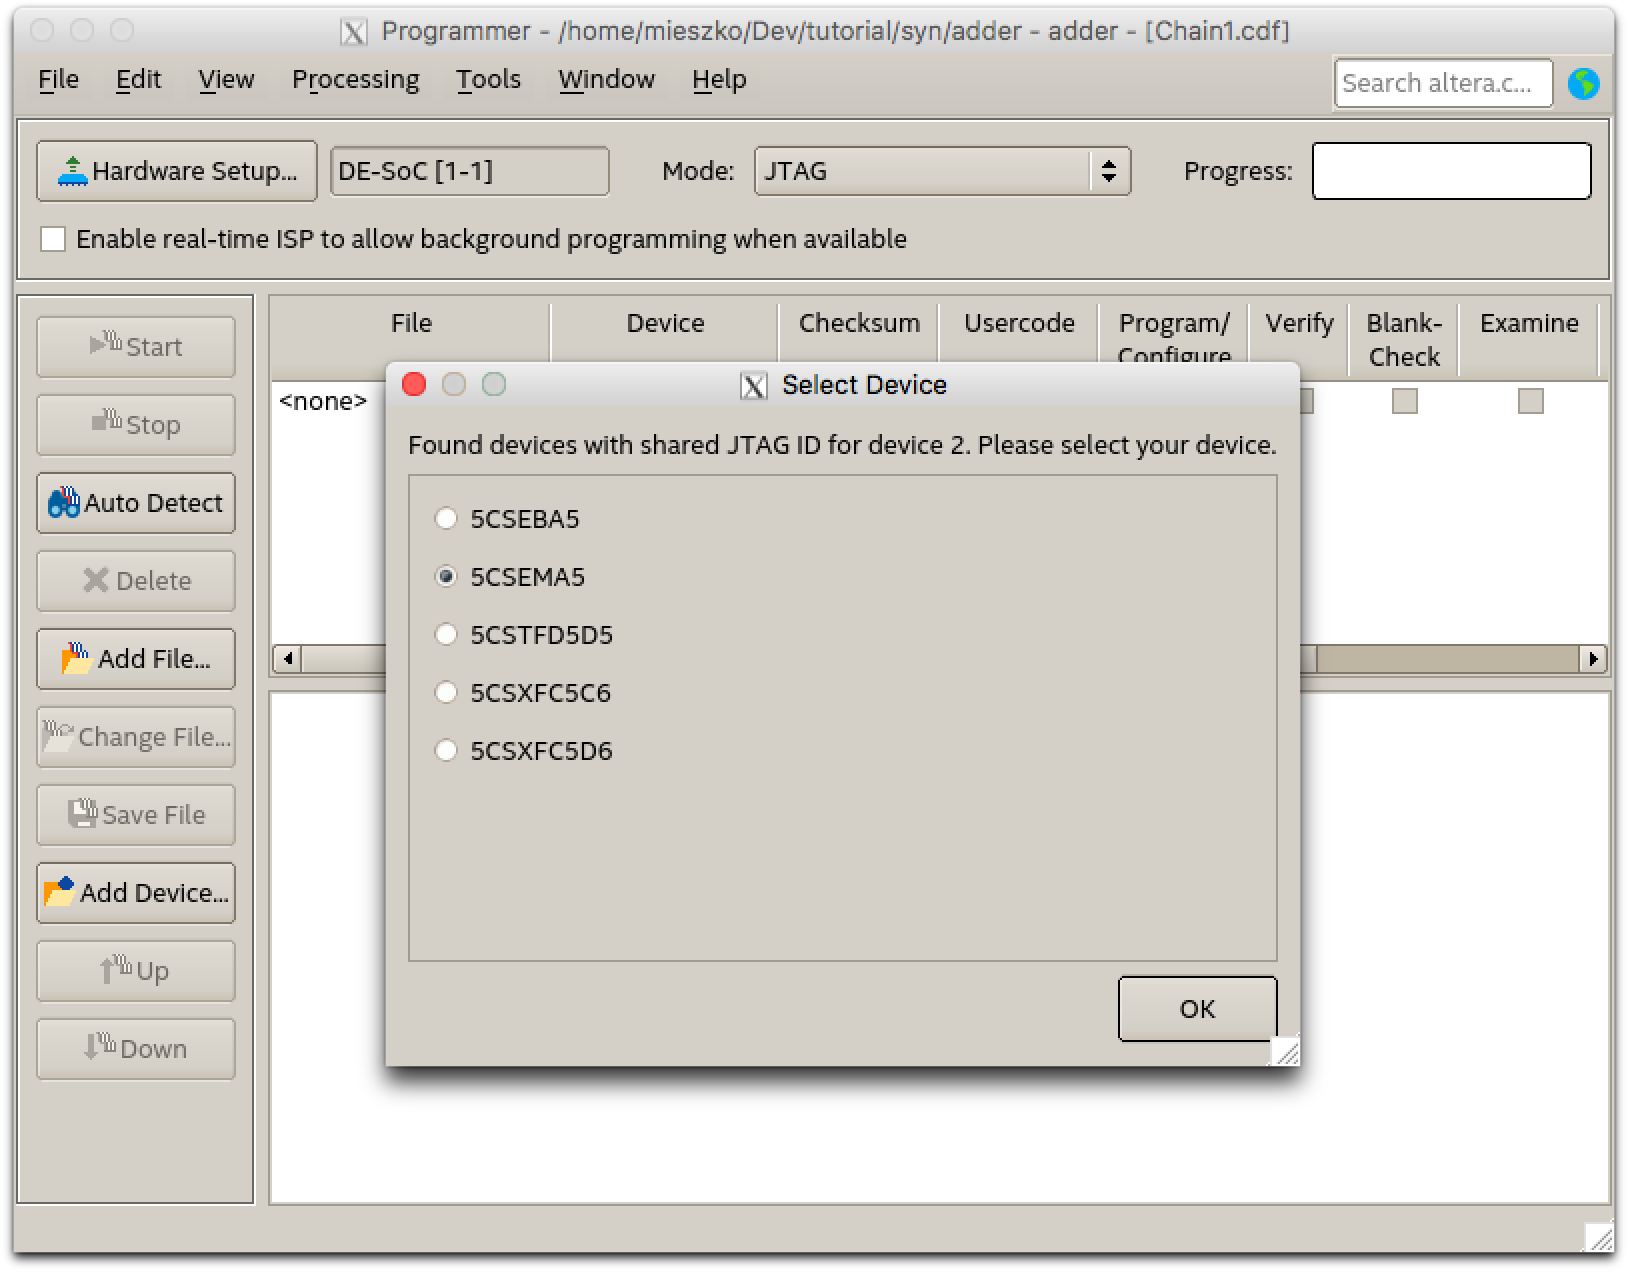 Programmer - /home/mieszko/Dev/tutorial/syn/adder - adder - [Chain1.cdf]
File Edit View Processing Tools Window Help
Search altera.c...
Hardware Setup...
DE-SoC [1-1]
Mode:
JTAG
Progress:
Enable real-time ISP to allow background programming when available
Start
Stop
Auto Detect
Delete
Add File...
Change File...
Save File
Add Device...
Up
Down
File
Device
Checksum
Usercode
Program/
Configure
Verify
Blank-
Check
Examine
<none>
Select Device
Found devices with shared JTAG ID for device 2. Please select your device.
5CSEBA5
5CSEMA5
5CSTFD5D5
5CSXFC5C6
5CSXFC5D6
OK